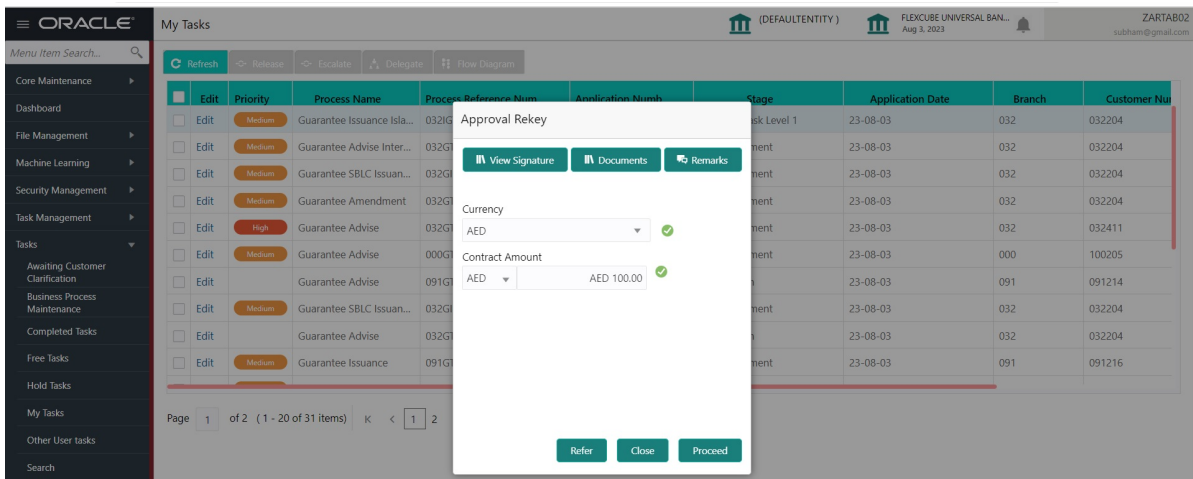 ORACLE
My Tasks
(DEFAULTENTITY )
FLEXCUBE UNIVERSAL BAN...
Aug 3, 2023
ZARTAB02
subham@gmail.com
Menu Item Search...
Core Maintenance
Dashboard
File Management
Machine Learning
Security Management
Task Management
Tasks
Awaiting Customer
Clarification
Business Process
Maintenance
Completed Tasks
Free Tasks
Hold Tasks
My Tasks
Other User tasks
Search
Refresh Release Escalate Delegate Flow Diagram
Edit Priority Process Name Process Reference Num Application Numb Stage Application Date Branch Customer Nu
Edit Medium Guarantee Issuance Isla... 032IG sk Level 1 23-08-03 032 032204
Edit Medium Guarantee Advise Inter... 032GT ment 23-08-03 032 032204
Edit Medium Guarantee SBLC Issuan... 032GI ment 23-08-03 032 032204
Edit Medium Guarantee Amendment 032GT ment 23-08-03 032 032204
Edit High Guarantee Advise 032GT ment 23-08-03 032 032411
Edit Medium Guarantee Advise 000GT ment 23-08-03 000 100205
Edit Guarantee Advise 091GT 23-08-03 091 091214
Edit Medium Guarantee SBLC Issuan... 032GI ment 23-08-03 032 032204
Edit Guarantee Advise 032GT 23-08-03 032 032204
Edit Medium Guarantee Issuance 091GT ment 23-08-03 091 091216
Page 1 of 2 ( 1 - 20 of 31 items) K < 1 2
Approval Rekey
View Signature Documents Remarks
Currency
AED
Contract Amount
AED AED 100.00
Refer Close Proceed